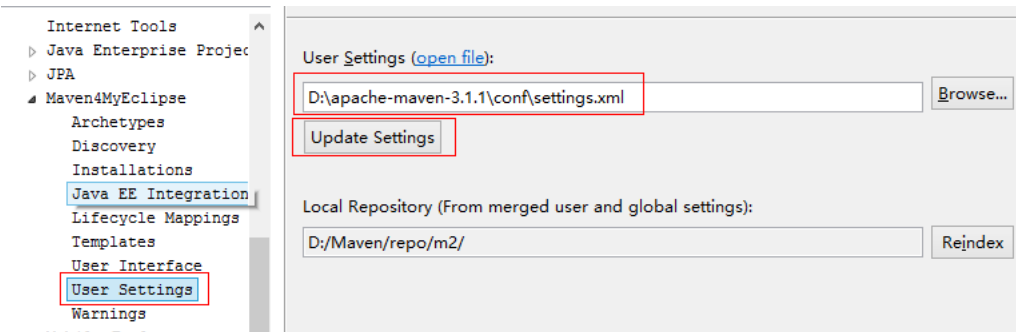 Internet Tools
Java Enterprise Projec
JPA
Maven4MyEclipse
Archetypes
Discovery
Installations
Java EE Integration
Lifecycle Mappings
Templates
User Interface
User Settings
Warnings
User Settings (open file):
D:\apache-maven-3.1.1\conf\settings.xml
Browse...
Update Settings
Local Repository (From merged user and global settings):
D:/Maven/repo/m2/
Reindex